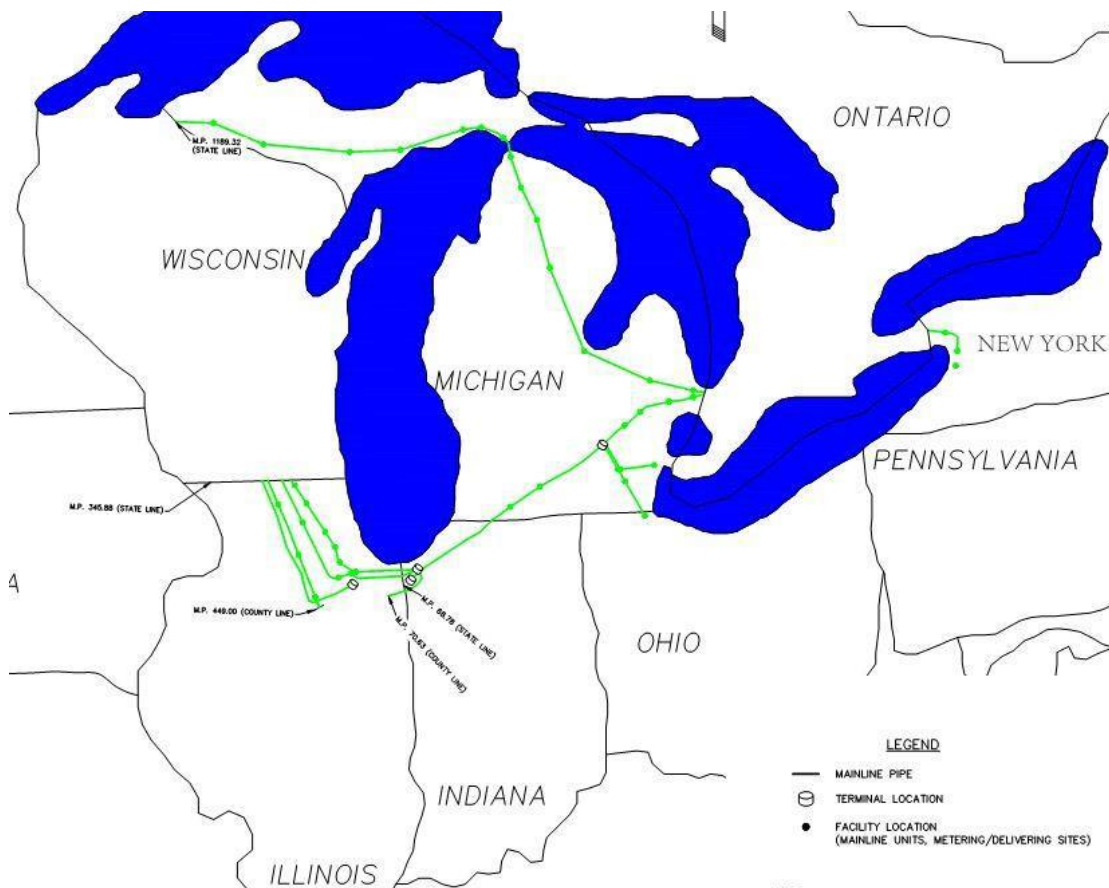 ONTARIO
M.P. 1189.32
(STATE LINE)
WISCONSIN
NEW YORK
MICHIGAN
PENNSYLVANIA
M.P. 345.88 (STATE LINE)
A
M.P. 449.00 (COUNTY LINE)
M.P. 68.78 (STATE LINE)
M.P. 70.63 (COUNTY LINE)
OHIO
INDIANA
ILLINOIS
LEGEND
MAINLINE PIPE
TERMINAL LOCATION
FACILITY LOCATION
(MAINLINE UNITS, METERING/DELIVERING SITES)